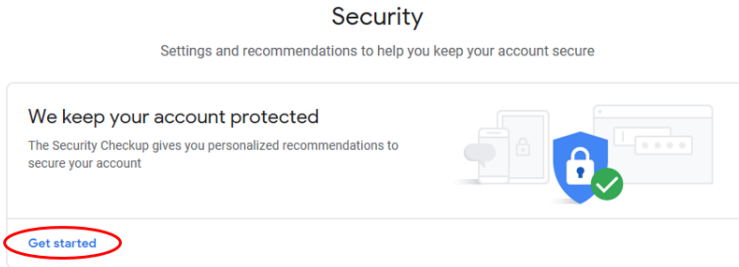 Security
Settings and recommendations to help you keep your account secure
We keep your account protected
The Security Checkup gives you personalized recommendations to
secure your account
Get started